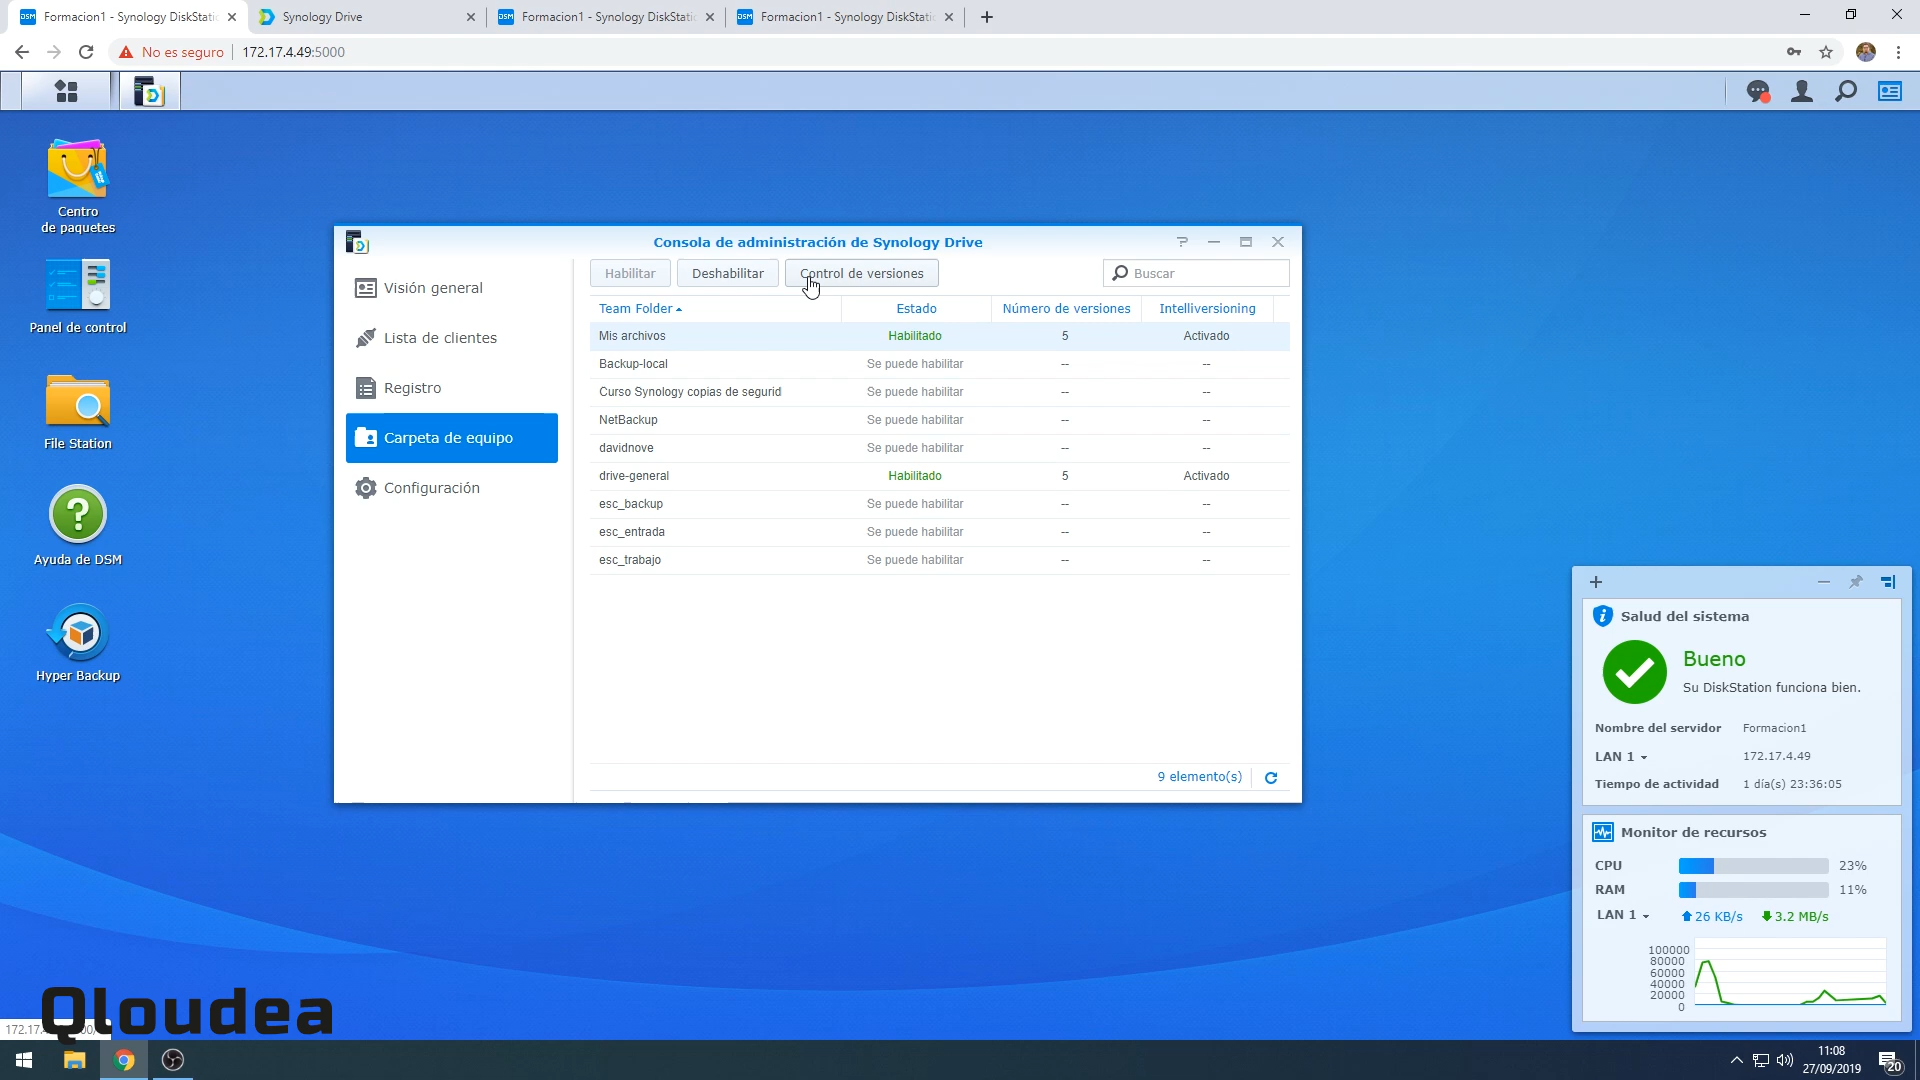 Formacion1 - Synology DiskStati
Synology Drive
Formacion1 - Synology DiskStati
Formacion1 - Synology DiskStati
No es seguro
172.17.4.49:5000
Centro
de paquetes
Panel de control
File Station
Ayuda de DSM
Hyper Backup
Consola de administración de Synology Drive
Visión general
Lista de clientes
Registro
Carpeta de equipo
Configuración
Habilitar
Deshabilitar
Control de versiones
Buscar
Team Folder Estado Número de versiones Intelliversioning
Mis archivos Habilitado 5 Activado
Backup-local Se puede habilitar -- --
Curso Synology copias de segurid Se puede habilitar -- --
NetBackup Se puede habilitar -- --
davidnove Se puede habilitar -- --
drive-general Habilitado 5 Activado
esc_backup Se puede habilitar -- --
esc_entrada Se puede habilitar -- --
esc_trabajo Se puede habilitar -- --
9 elemento(s)
Salud del sistema
Bueno
Su DiskStation funciona bien.
Nombre del servidor Formacion1
LAN 1 172.17.4.49
Tiempo de actividad 1 día(s) 23:36:05
Monitor de recursos
CPU 23%
RAM 11%
LAN 1 26 KB/s 3.2 MB/s
100000
80000
60000
40000
20000
0
Qloudea
11:08
27/09/2019
20